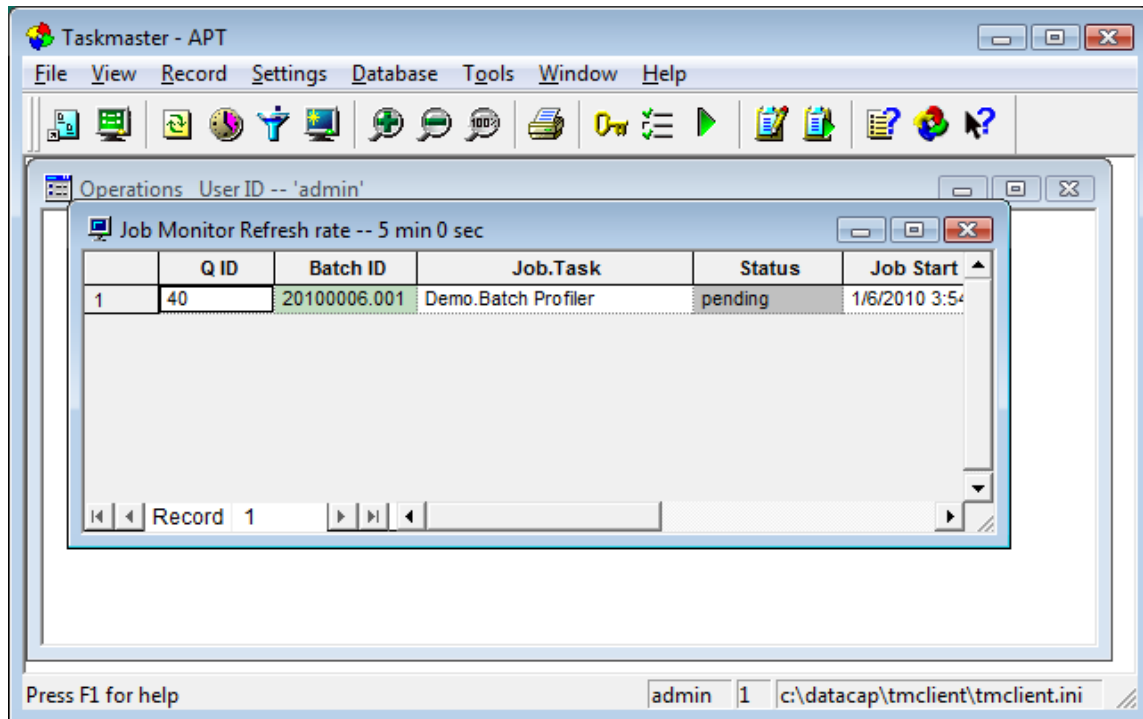 Taskmaster - APT
File View Record Settings Database Tools Window Help
100%
Operations User ID -- 'admin'
Job Monitor Refresh rate -- 5 min 0 sec
Q ID Batch ID Job.Task Status Job Start
1 40 20100006.001 Demo.Batch Profiler pending 1/6/2010 3:54
Record 1
Press F1 for help admin 1 c:\datacap\tmclient\tmclient.ini